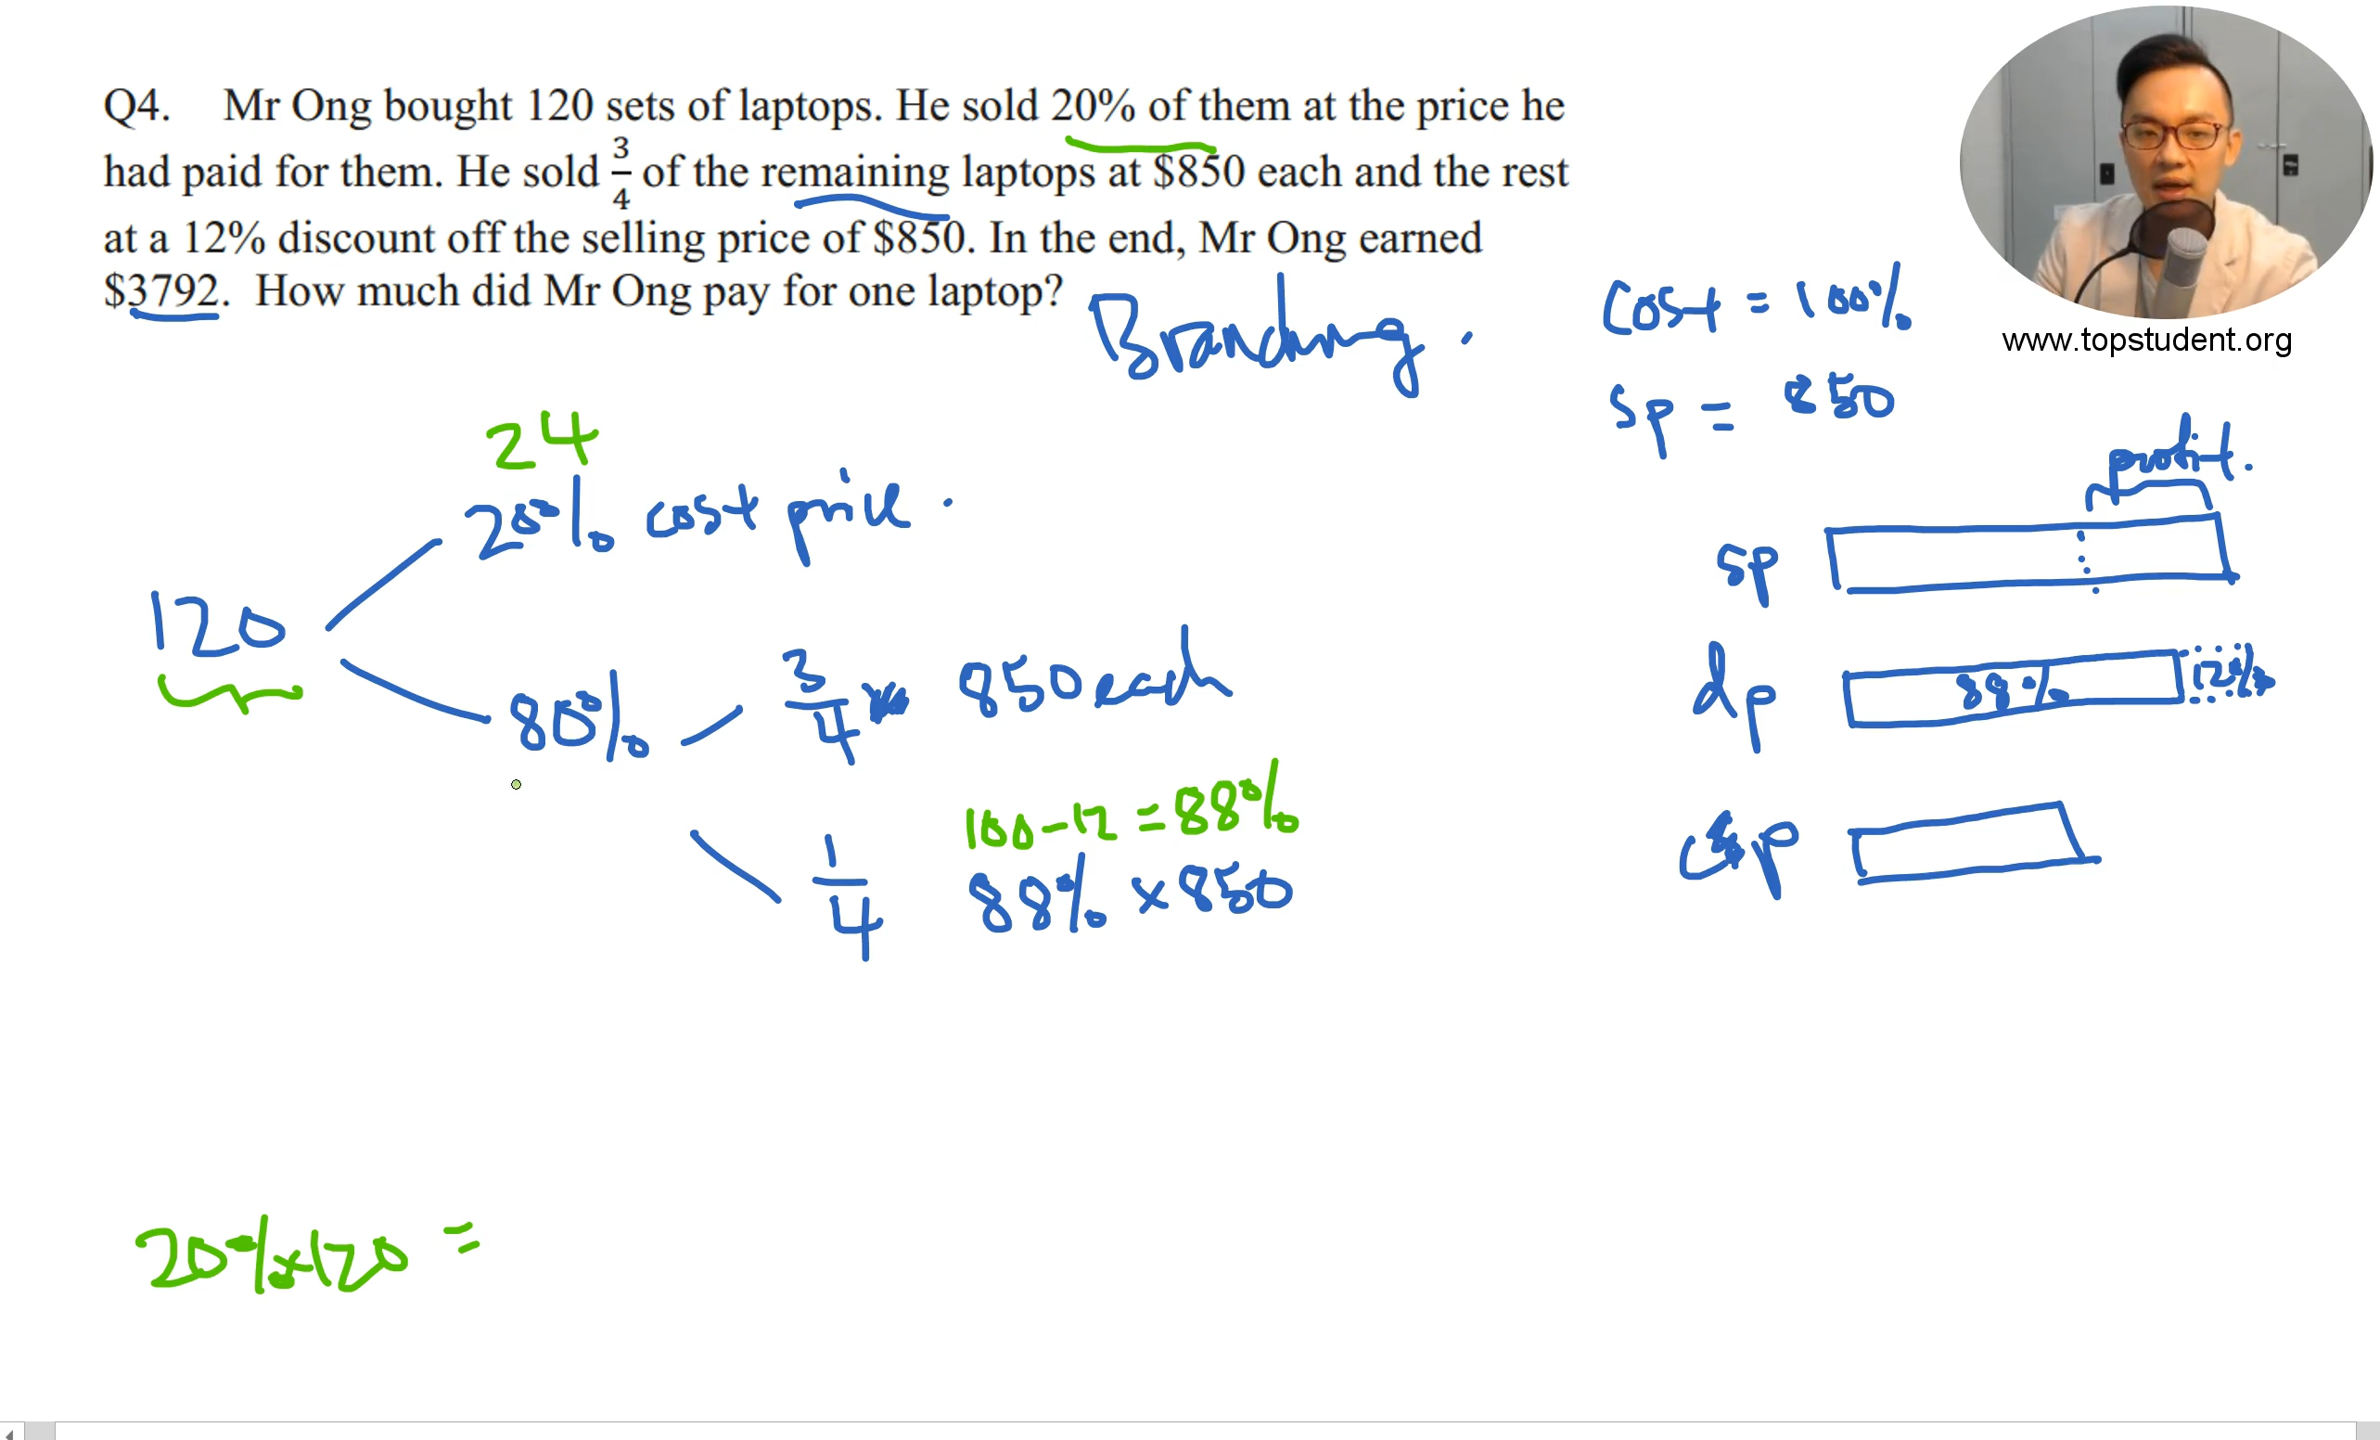 Q4. Mr Ong bought 120 sets of laptops. He sold 20% of them at the price he
had paid for them. He sold 3/4 of the remaining laptops at $850 each and the rest
at a 12% discount off the selling price of $850. In the end, Mr Ong earned
$3792. How much did Mr Ong pay for one laptop?
Branching.
Cost = 100%
www.topstudent.org
SP = 850
24
profit.
20% cost price.
SP
120
80%
3/4 850 each
dp 88% 12%
100-12 = 88%
1/4 88% x 850
CP
20% x 120 =